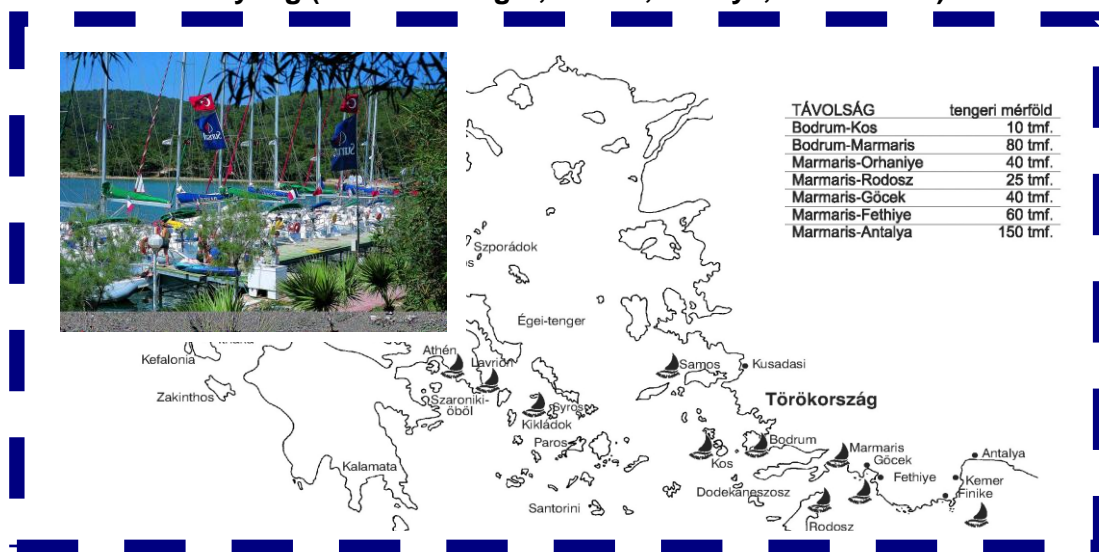 TÁVOLSÁG tengeri mérföld
Bodrum-Kos 10 tmf.
Bodrum-Marmaris 80 tmf.
Marmaris-Orhaniye 40 tmf.
Marmaris-Rodosz 25 tmf.
Marmaris-Göcek 40 tmf.
Marmaris-Fethiye 60 tmf.
Marmaris-Antalya 150 tmf.
Szporádok
Égei-tenger
Athén
Lavrion
Kefalonia
Samos
Kusadasi
Zakinthos
Szaroniki-
öböl
Syros
Kikládok
Törökország
Paros
Bodrum
Kos
Marmaris
Göcek
Antalya
Kalamata
Fethiye
Kemer
Dodekáneszosz
Finike
Santorini
Rodosz